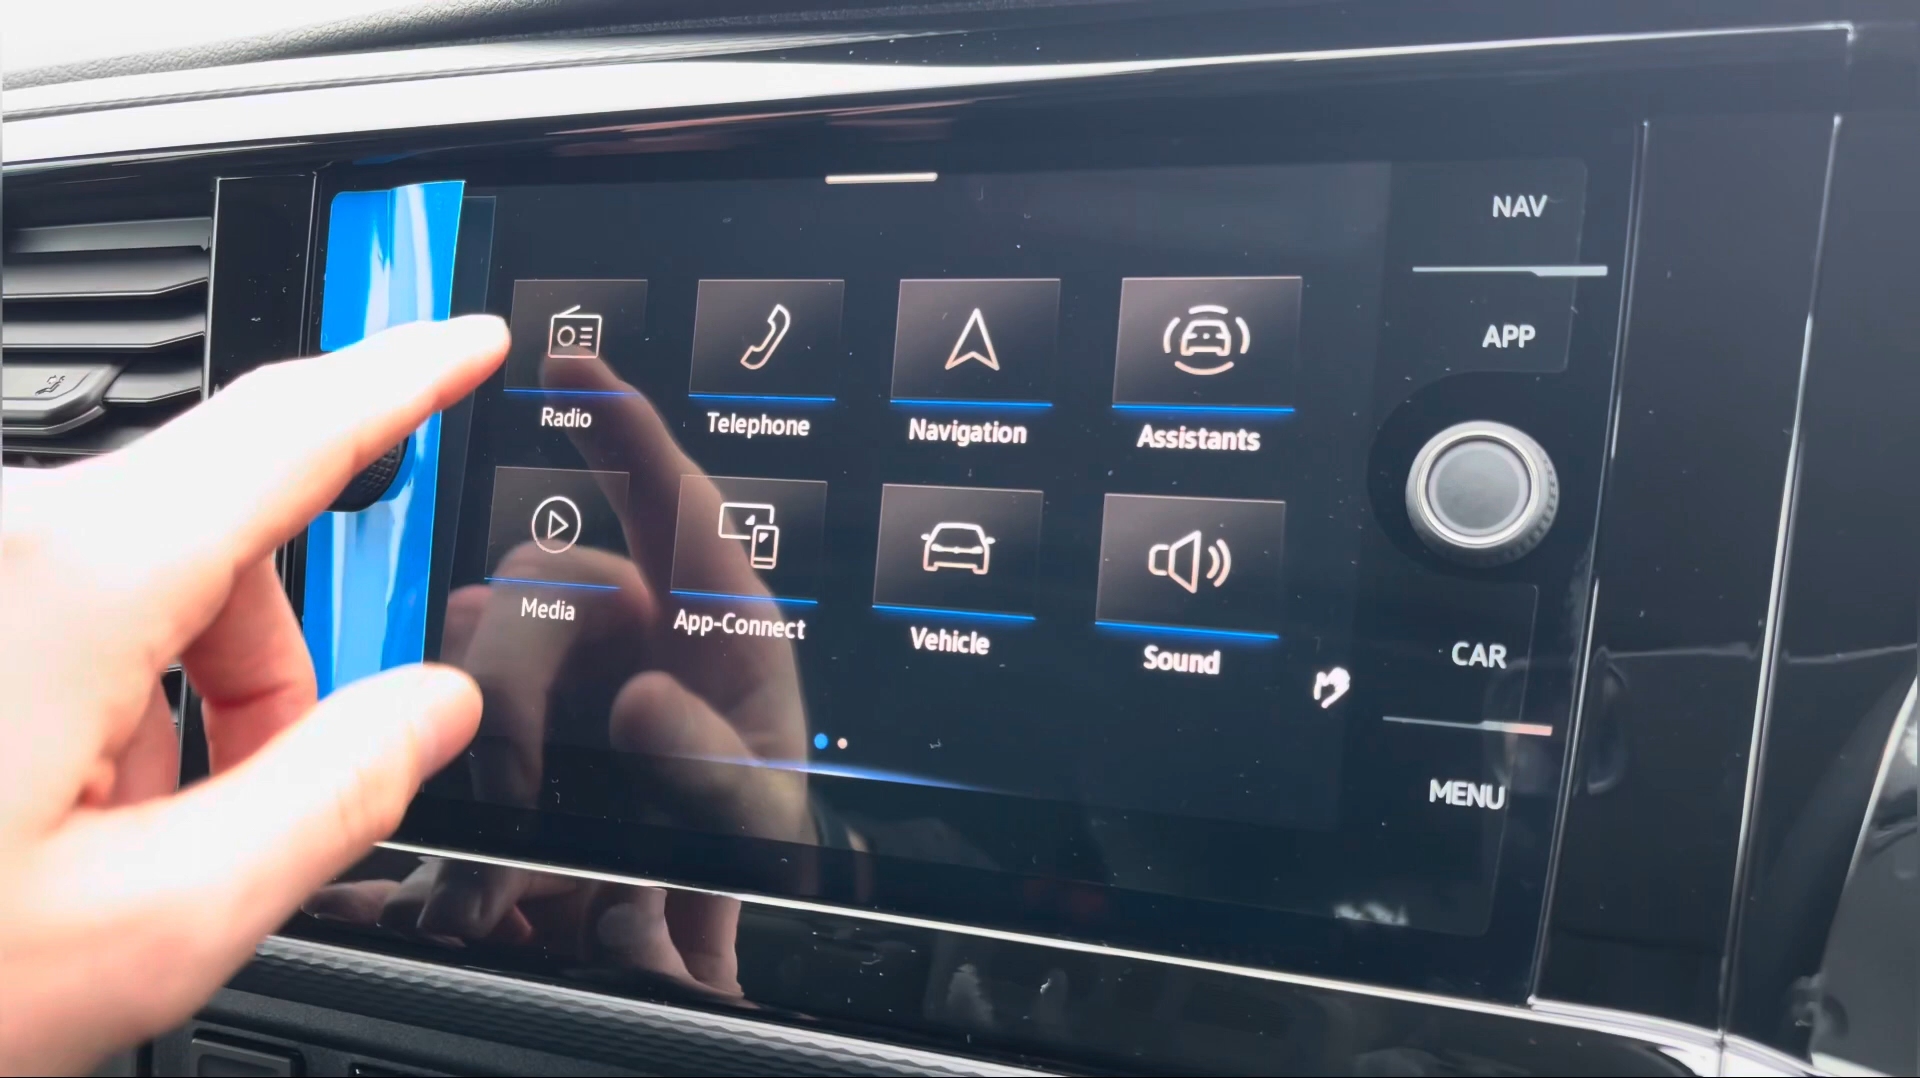 NAV
APP
Radio
Telephone
Navigation
Assistants
Media
App-Connect
Vehicle
Sound
CAR
MENU